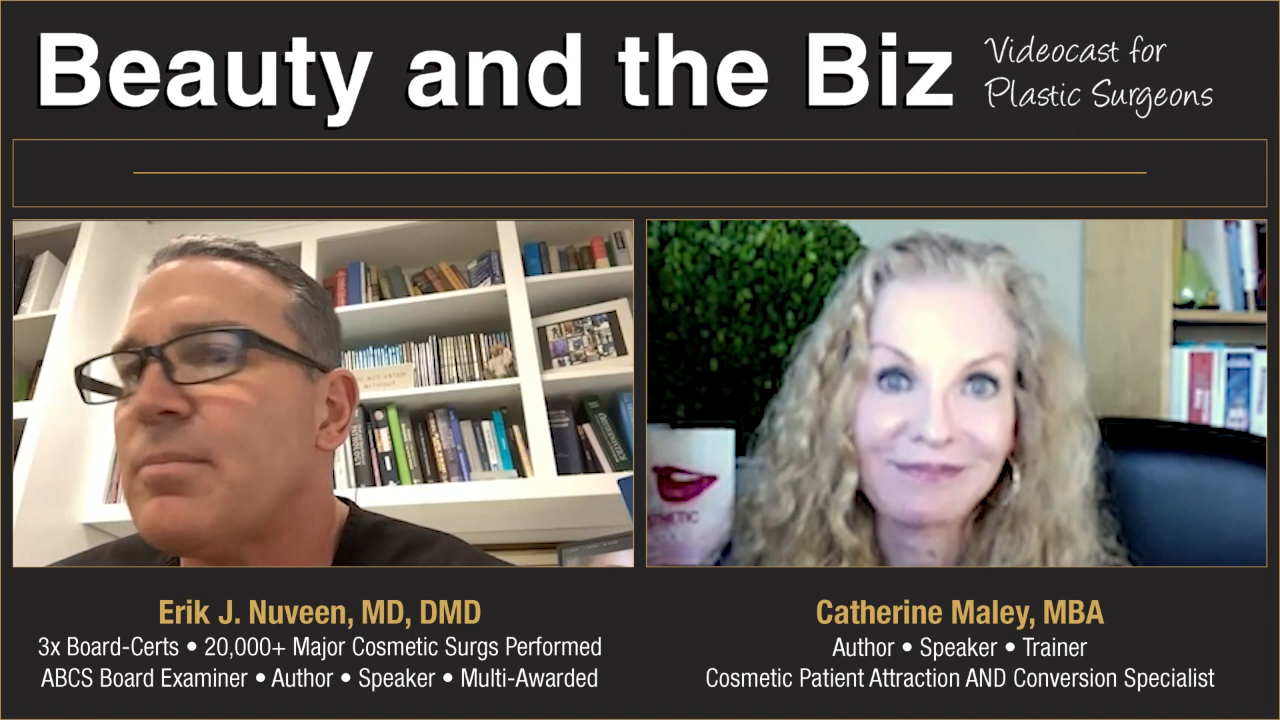 Beauty and the Biz
Videocast for
Plastic Surgeons
Erik J. Nuveen, MD, DMD
3x Board-Certs • 20,000+ Major Cosmetic Surgs Performed
ABCS Board Examiner • Author • Speaker • Multi-Awarded
Catherine Maley, MBA
Author • Speaker • Trainer
Cosmetic Patient Attraction AND Conversion Specialist